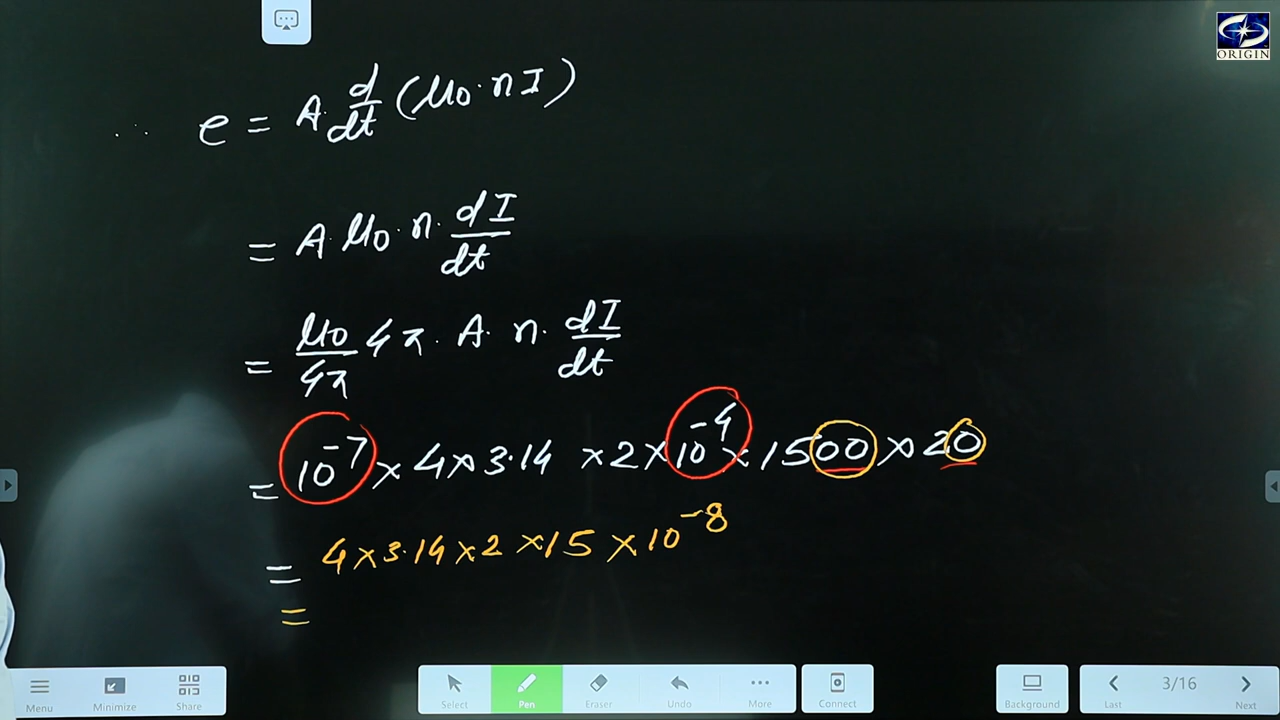 ORIGIN
∴ e = A. d/dt (μ₀·nI)
= A·μ₀·n. dI/dt
= μ₀/4π 4π. A. n. dI/dt
= 10⁻⁷ × 4×3.14 ×2×10⁻⁴×1500×20
= 4×3.14×2×15×10⁻⁸
=
Menu Minimize Share Select Pen Eraser Undo More Connect Background Last 3/16 Next